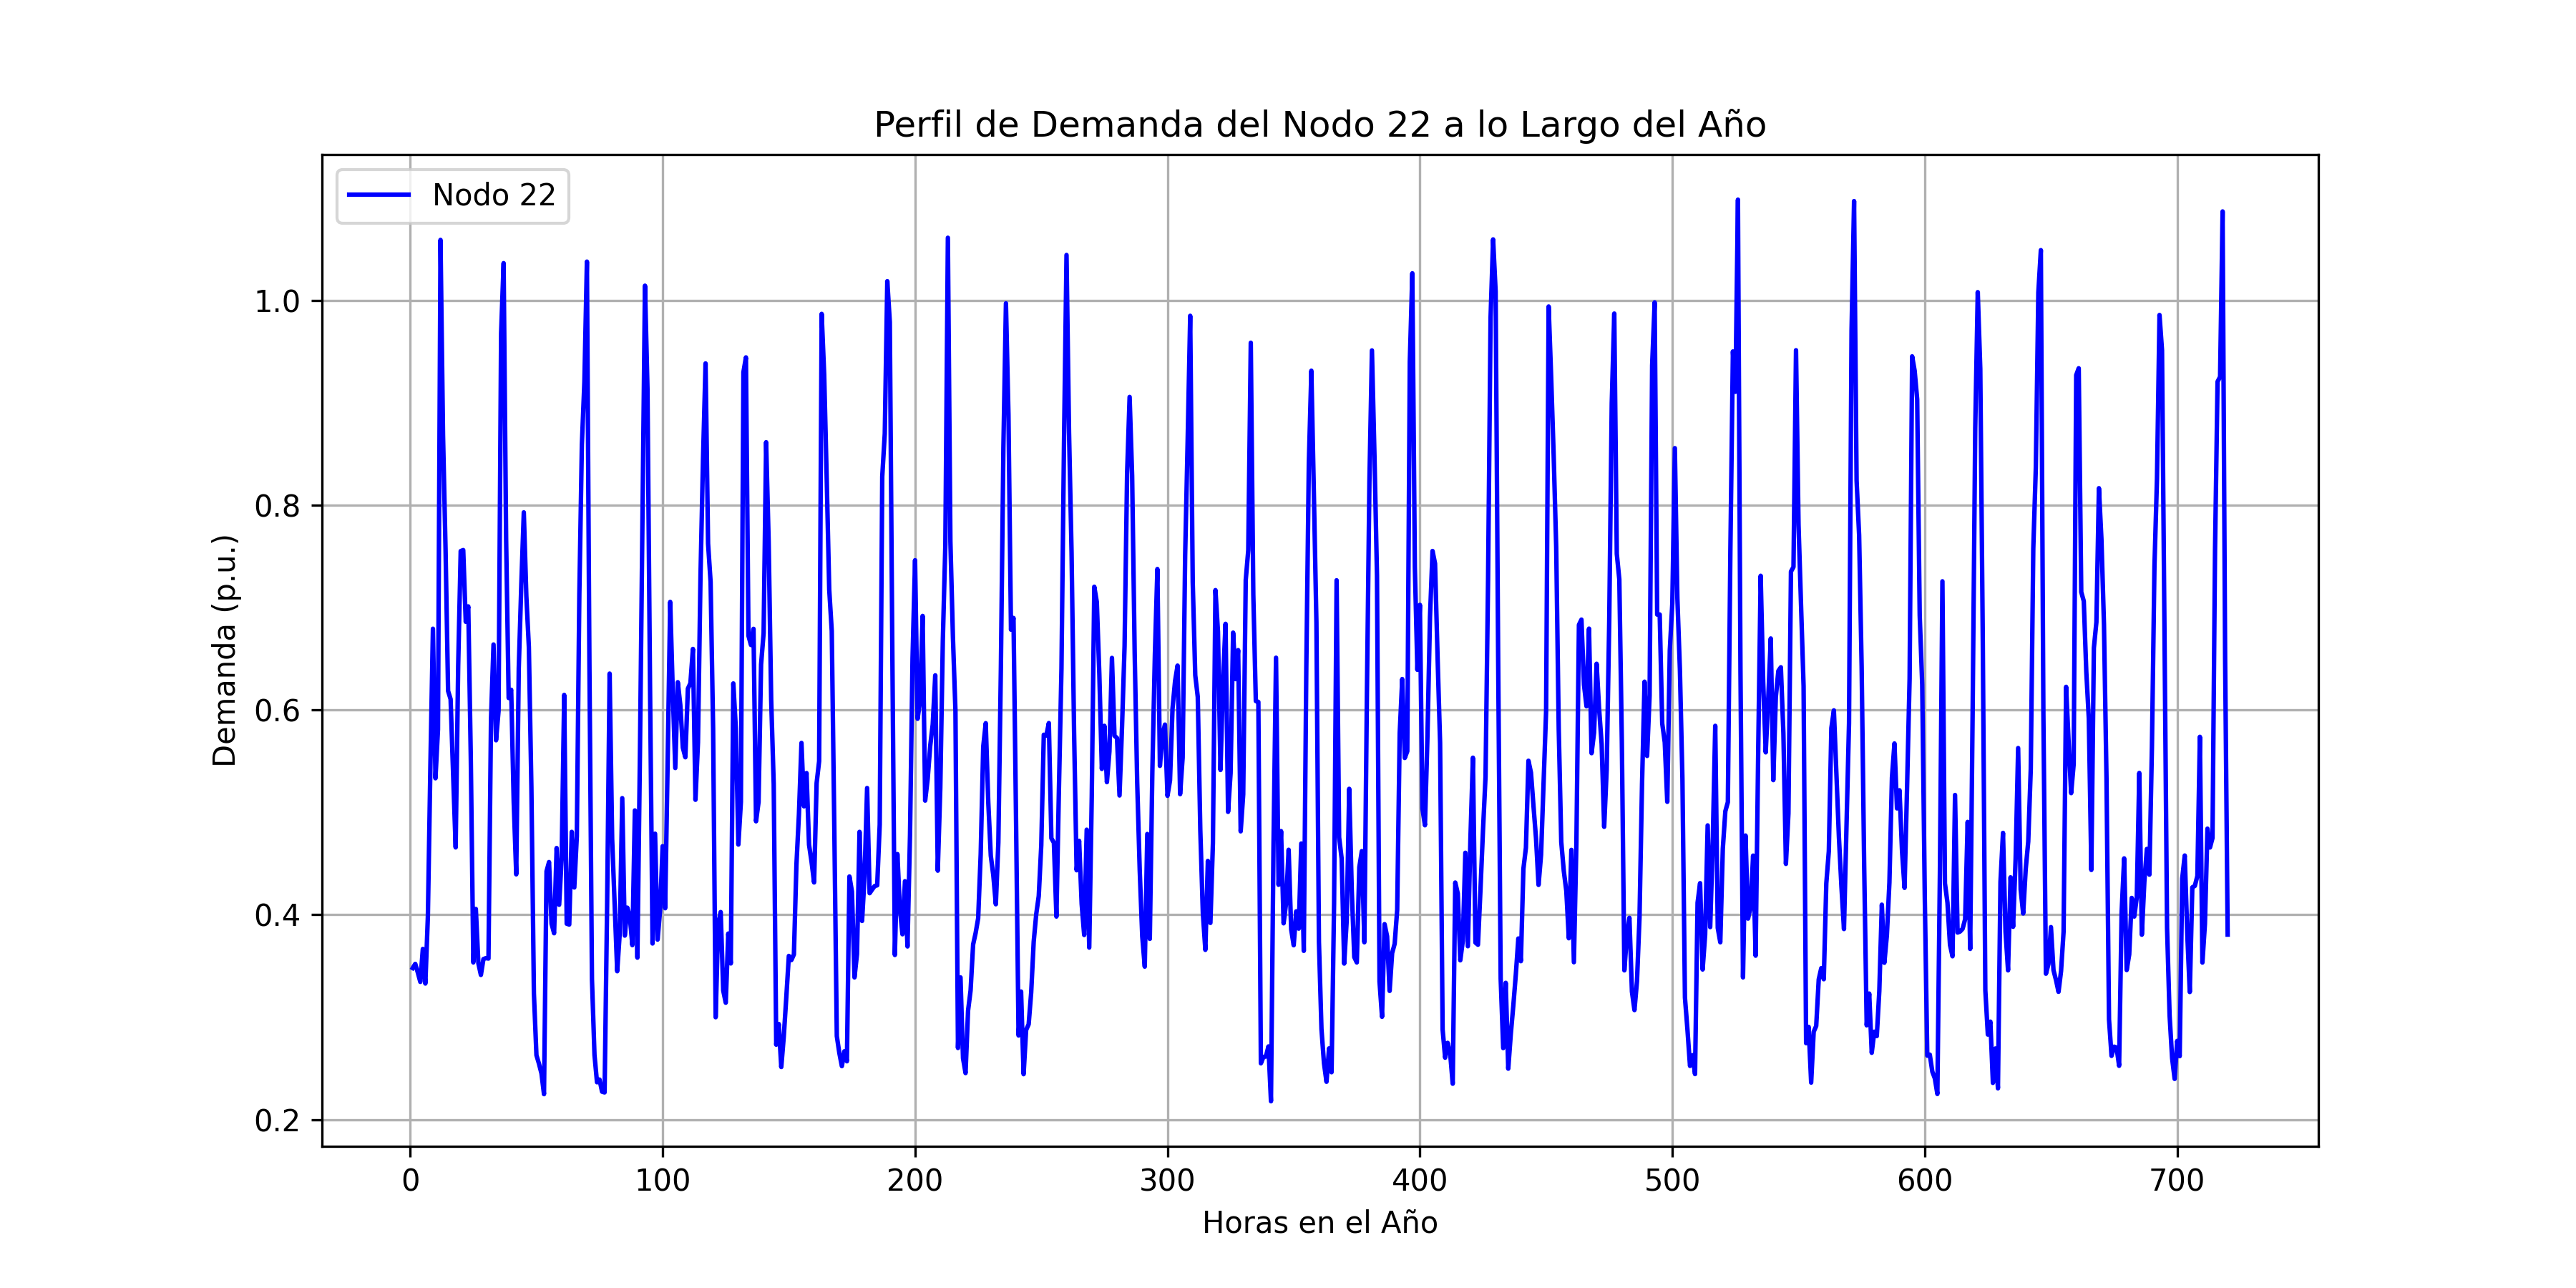 Perfil de Demanda del Nodo 22 a lo Largo del Año
Nodo 22
1.0
0.8
0.6
0.4
0.2
Demanda (p.u.)
0 100 200 300 400 500 600 700
Horas en el Año